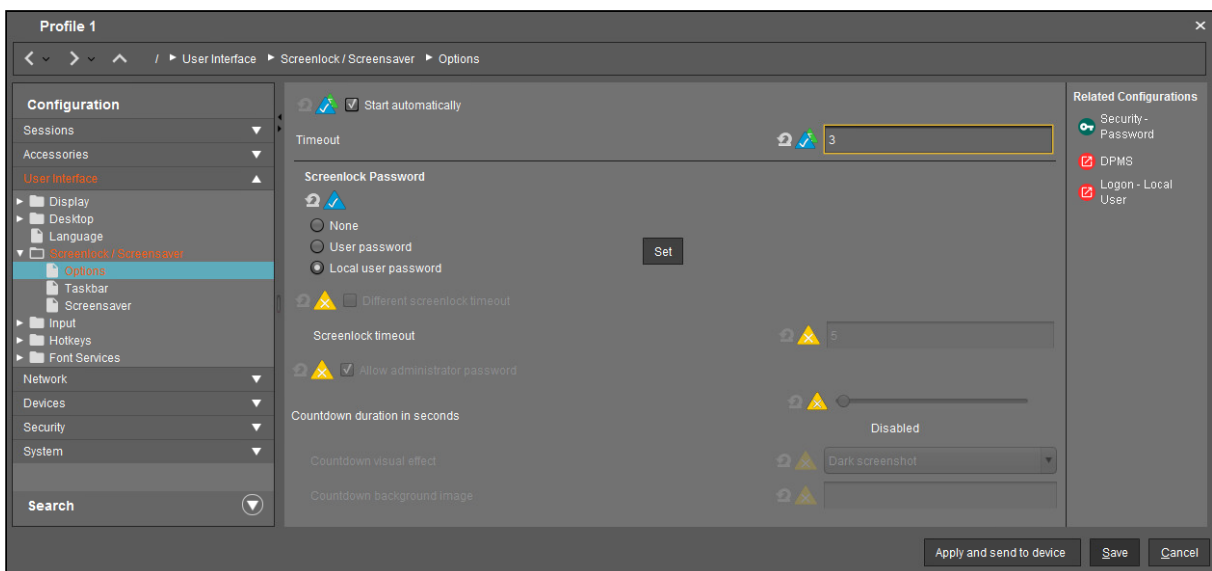 Profile 1
/ User Interface Screenlock / Screensaver Options
Configuration
Sessions
Accessories
User Interface
Display
Desktop
Language
Screenlock / Screensaver
Options
Taskbar
Screensaver
Input
Hotkeys
Font Services
Network
Devices
Security
System
Search
Start automatically
Timeout
3
Screenlock Password
None
User password
Local user password
Set
Different screenlock timeout
Screenlock timeout
5
Allow administrator password
Countdown duration in seconds
Disabled
Countdown visual effect
Dark screenshot
Countdown background image
Related Configurations
Security -
Password
DPMS
Logon - Local
User
Apply and send to device
Save
Cancel